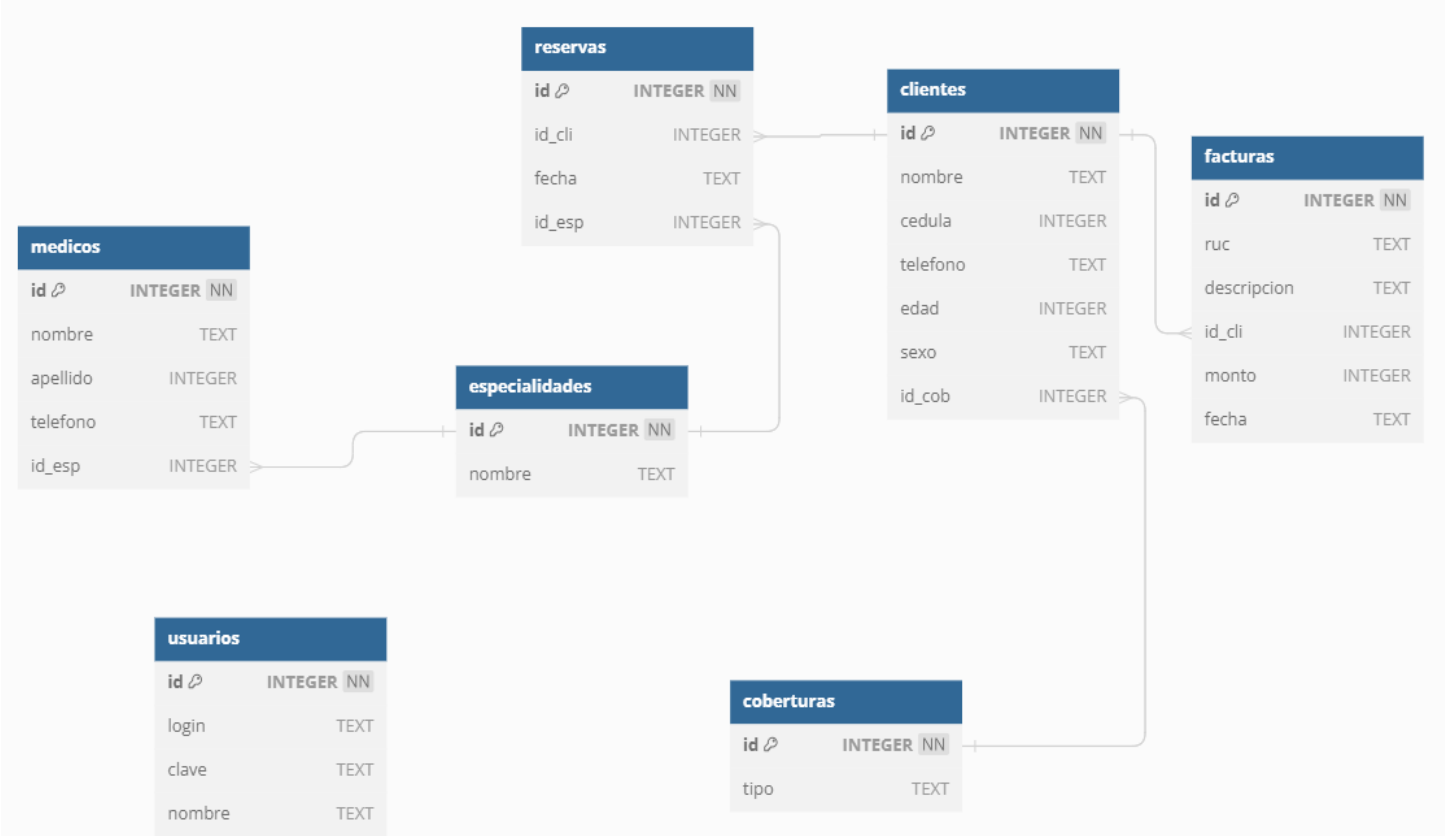 reservas
id INTEGER NN
id_cli INTEGER
fecha TEXT
id_esp INTEGER
clientes
id INTEGER NN
nombre TEXT
cedula INTEGER
telefono TEXT
edad INTEGER
sexo TEXT
id_cob INTEGER
facturas
id INTEGER NN
ruc TEXT
descripcion TEXT
id_cli INTEGER
monto INTEGER
fecha TEXT
medicos
id INTEGER NN
nombre TEXT
apellido INTEGER
telefono TEXT
id_esp INTEGER
especialidades
id INTEGER NN
nombre TEXT
usuarios
id INTEGER NN
login TEXT
clave TEXT
nombre TEXT
coberturas
id INTEGER NN
tipo TEXT